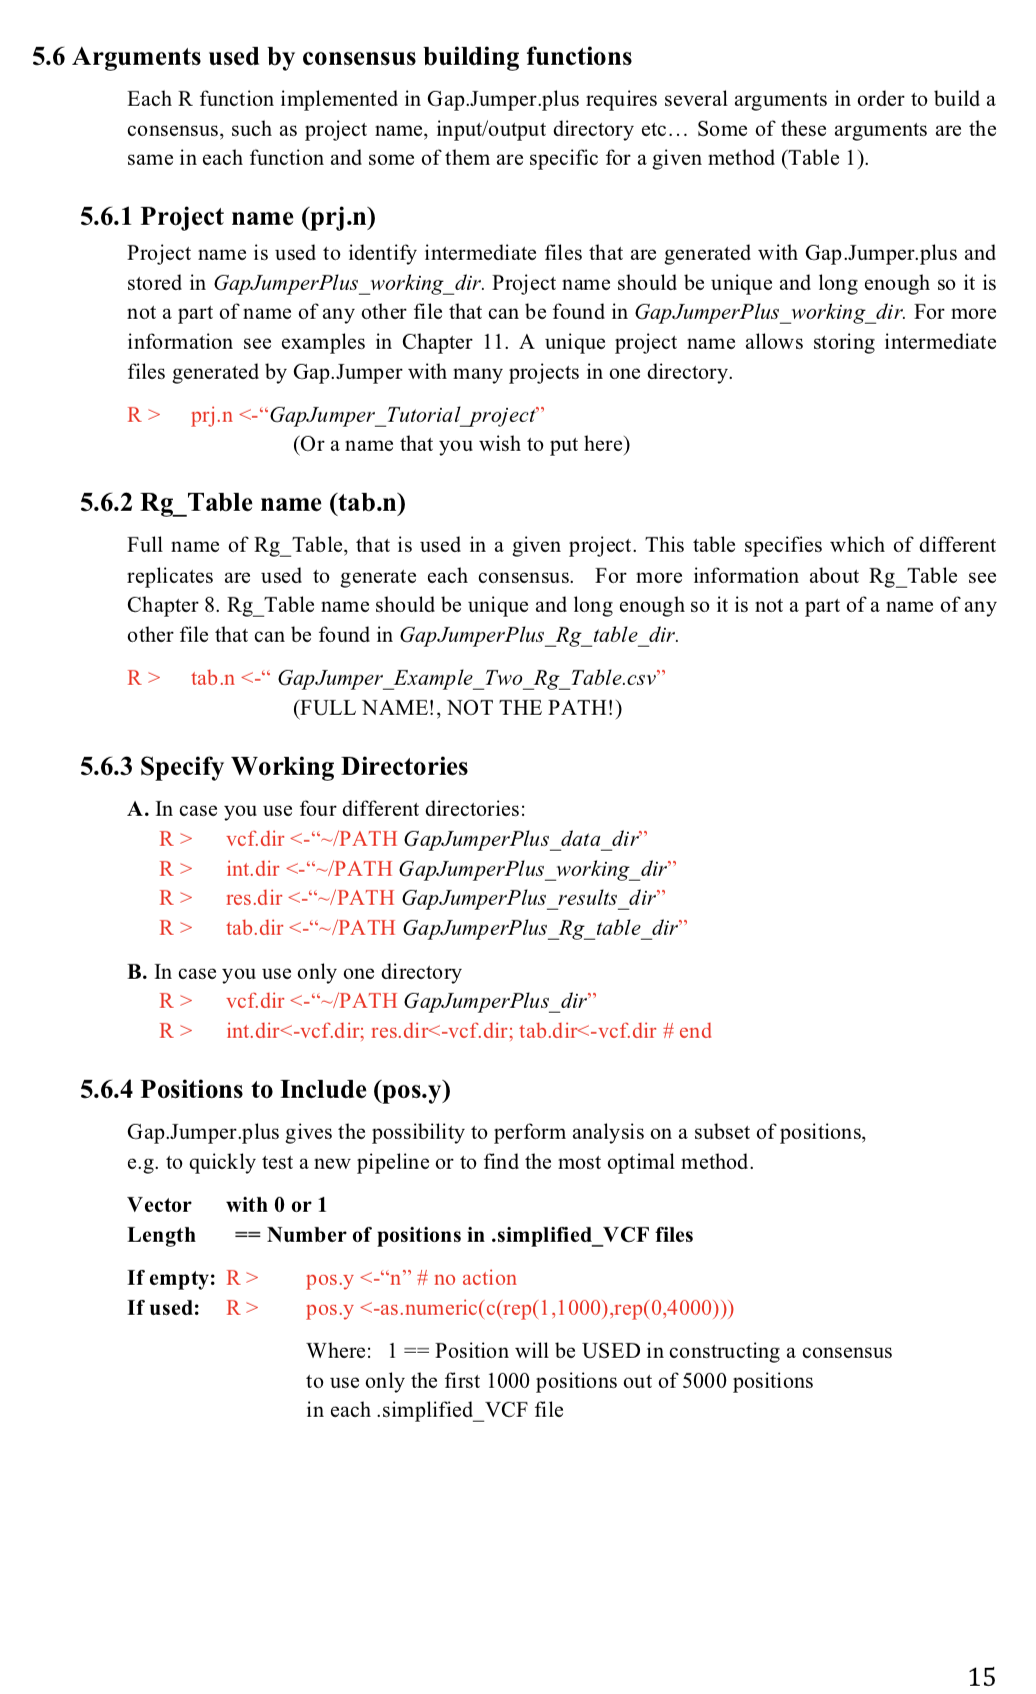 5.6 Arguments used by consensus building functions
Each R function implemented in Gap.Jumper.plus requires several arguments in order to build a
consensus, such as project name, input/output directory etc… Some of these arguments are the
same in each function and some of them are specific for a given method (Table 1).
5.6.1 Project name (prj.n)
Project name is used to identify intermediate files that are generated with Gap.Jumper.plus and
stored in GapJumperPlus_working_dir. Project name should be unique and long enough so it is
not a part of name of any other file that can be found in GapJumperPlus_working_dir. For more
information see examples in Chapter 11. A unique project name allows storing intermediate
files generated by Gap.Jumper with many projects in one directory.
R > prj.n <-“GapJumper_Tutorial_project”
(Or a name that you wish to put here)
5.6.2 Rg_Table name (tab.n)
Full name of Rg_Table, that is used in a given project. This table specifies which of different
replicates are used to generate each consensus. For more information about Rg_Table see
Chapter 8. Rg_Table name should be unique and long enough so it is not a part of a name of any
other file that can be found in GapJumperPlus_Rg_table_dir.
R > tab.n <-“ GapJumper_Example_Two_Rg_Table.csv”
(FULL NAME!, NOT THE PATH!)
5.6.3 Specify Working Directories
A. In case you use four different directories:
R > vcf.dir <-“~/PATH GapJumperPlus_data_dir”
R > int.dir <-“~/PATH GapJumperPlus_working_dir”
R > res.dir <-“~/PATH GapJumperPlus_results_dir”
R > tab.dir <-“~/PATH GapJumperPlus_Rg_table_dir”
B. In case you use only one directory
R > vcf.dir <-“~/PATH GapJumperPlus_dir”
R > int.dir<-vcf.dir; res.dir<-vcf.dir; tab.dir<-vcf.dir # end
5.6.4 Positions to Include (pos.y)
Gap.Jumper.plus gives the possibility to perform analysis on a subset of positions,
e.g. to quickly test a new pipeline or to find the most optimal method.
Vector with 0 or 1
Length == Number of positions in .simplified_VCF files
If empty: R > pos.y <-“n” # no action
If used: R > pos.y <-as.numeric(c(rep(1,1000),rep(0,4000)))
Where: 1 == Position will be USED in constructing a consensus
to use only the first 1000 positions out of 5000 positions
in each .simplified_VCF file
15